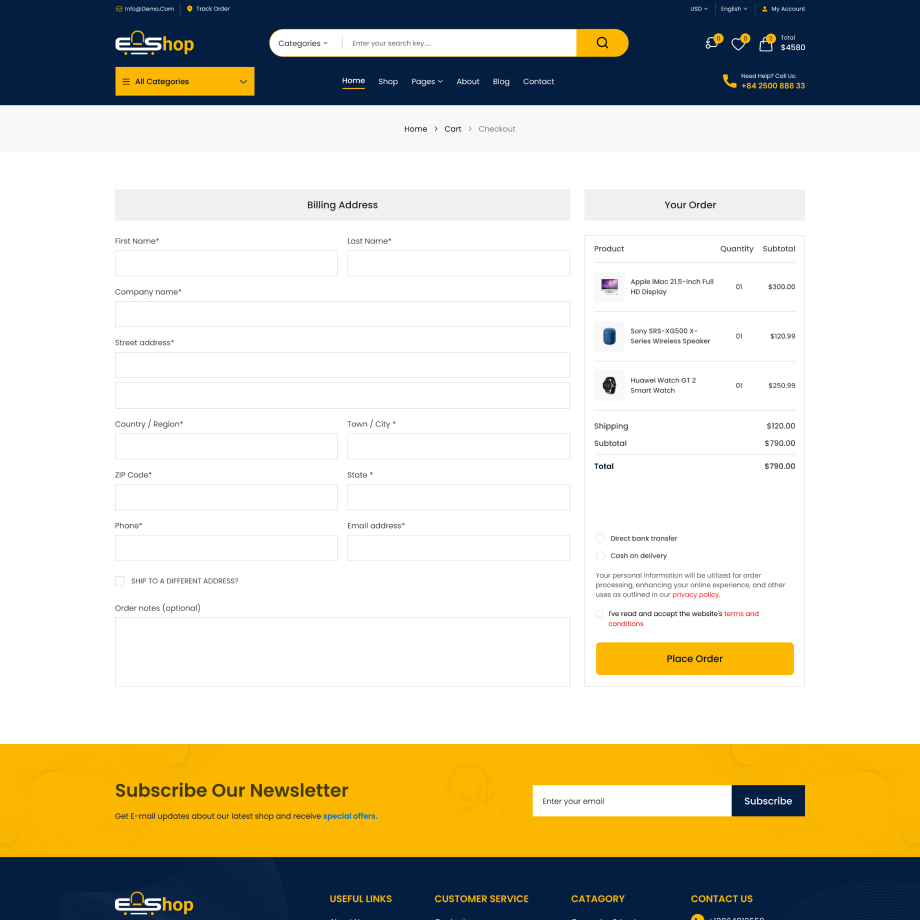 Info@Demo.Com Track Order USD English My Account
E-Shop Categories Enter your search key.... 0 0 2 Total
$4580
All Categories Home Shop Pages About Blog Contact Need Help? Call Us:
+84 2500 888 33
Home > Cart > Checkout
Billing Address
First Name* Last Name*
Company name*
Street address*
Country / Region* Town / City *
ZIP Code* State *
Phone* Email address*
SHIP TO A DIFFERENT ADDRESS?
Order notes (optional)
Your Order
Product Quantity Subtotal
Apple iMac 21.5-inch Full
HD Display 01 $300.00
Sony SRS-XG500 X-
Series Wireless Speaker 01 $120.99
Huawei Watch GT 2
Smart Watch 01 $250.99
Shipping $120.00
Subtotal $790.00
Total $790.00
Direct bank transfer
Cash on delivery
Your personal information will be utilized for order
processing, enhancing your online experience, and other
uses as outlined in our privacy policy.
I've read and accept the website's terms and
conditions
Place Order
Subscribe Our Newsletter
Get E-mail updates about our latest shop and receive special offers.
Enter your email Subscribe
E-Shop USEFUL LINKS CUSTOMER SERVICE CATAGORY CONTACT US